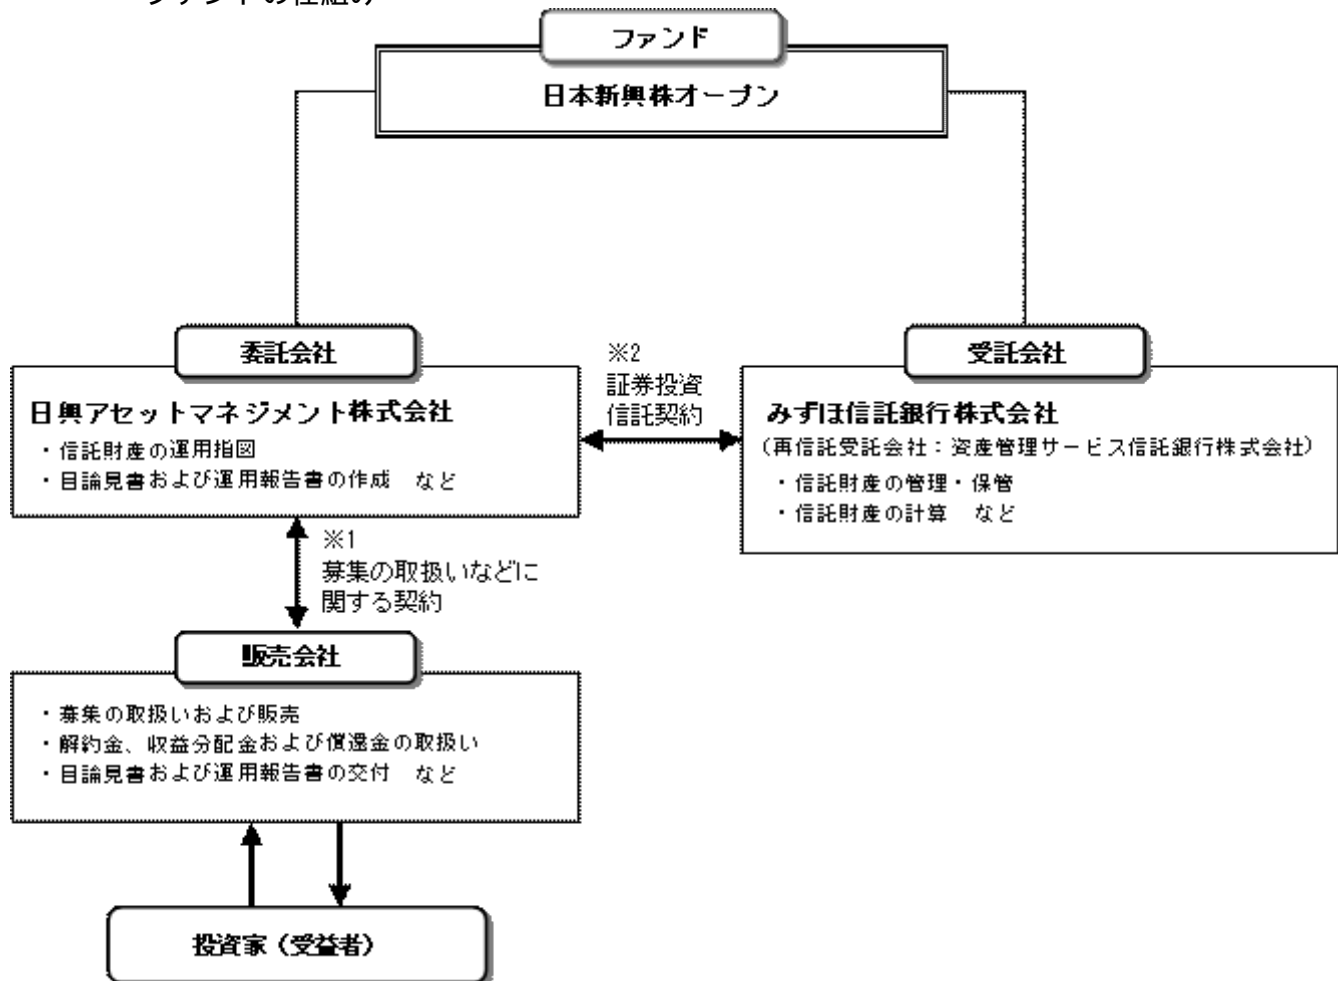 ファンドの仕組み
ファンド
日本新興株オープン
委託会社
日興アセットマネジメント株式会社
・信託財産の運用指図
・目論見書および運用報告書の作成　など
※2
証券投資
信託契約
受託会社
みずほ信託銀行株式会社
（再信託受託会社：資産管理サービス信託銀行株式会社）
・信託財産の管理・保管
・信託財産の計算　など
※1
募集の取扱いなどに
関する契約
販売会社
・募集の取扱いおよび販売
・解約金、収益分配金および償還金の取扱い
・目論見書および運用報告書の交付　など
投資家（受益者）